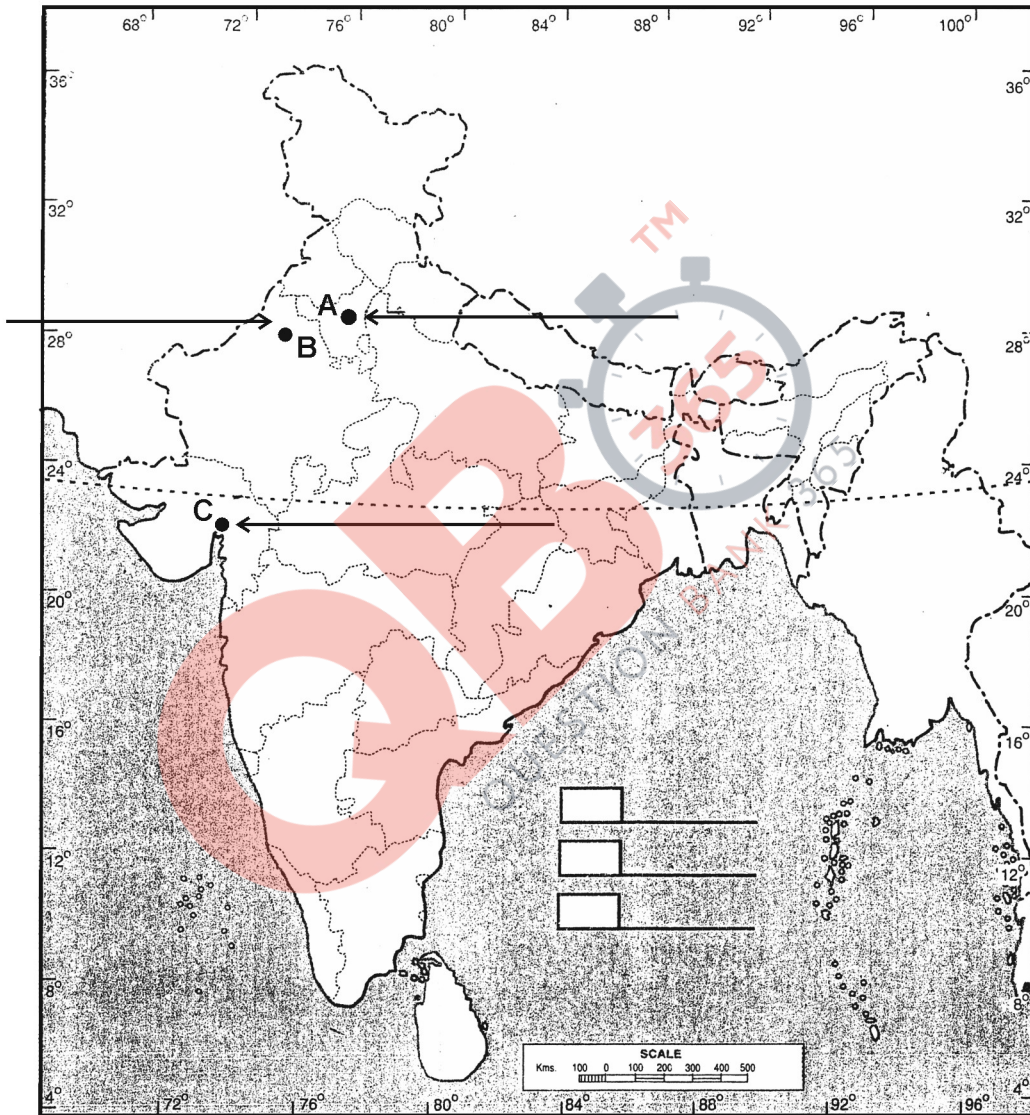 68° 72° 76° 80° 84° 88° 92° 96° 100°
36° 36°
32° 32°
TM
A
B
28° 28°
365
24° 24°
C
QB
QUESTION BANK 365
20° 20°
16° 16°
12° 12°
8° 8°
SCALE
Kms. 100 0 100 200 300 400 500
4° 4°
72° 76° 80° 84° 88° 92° 96°